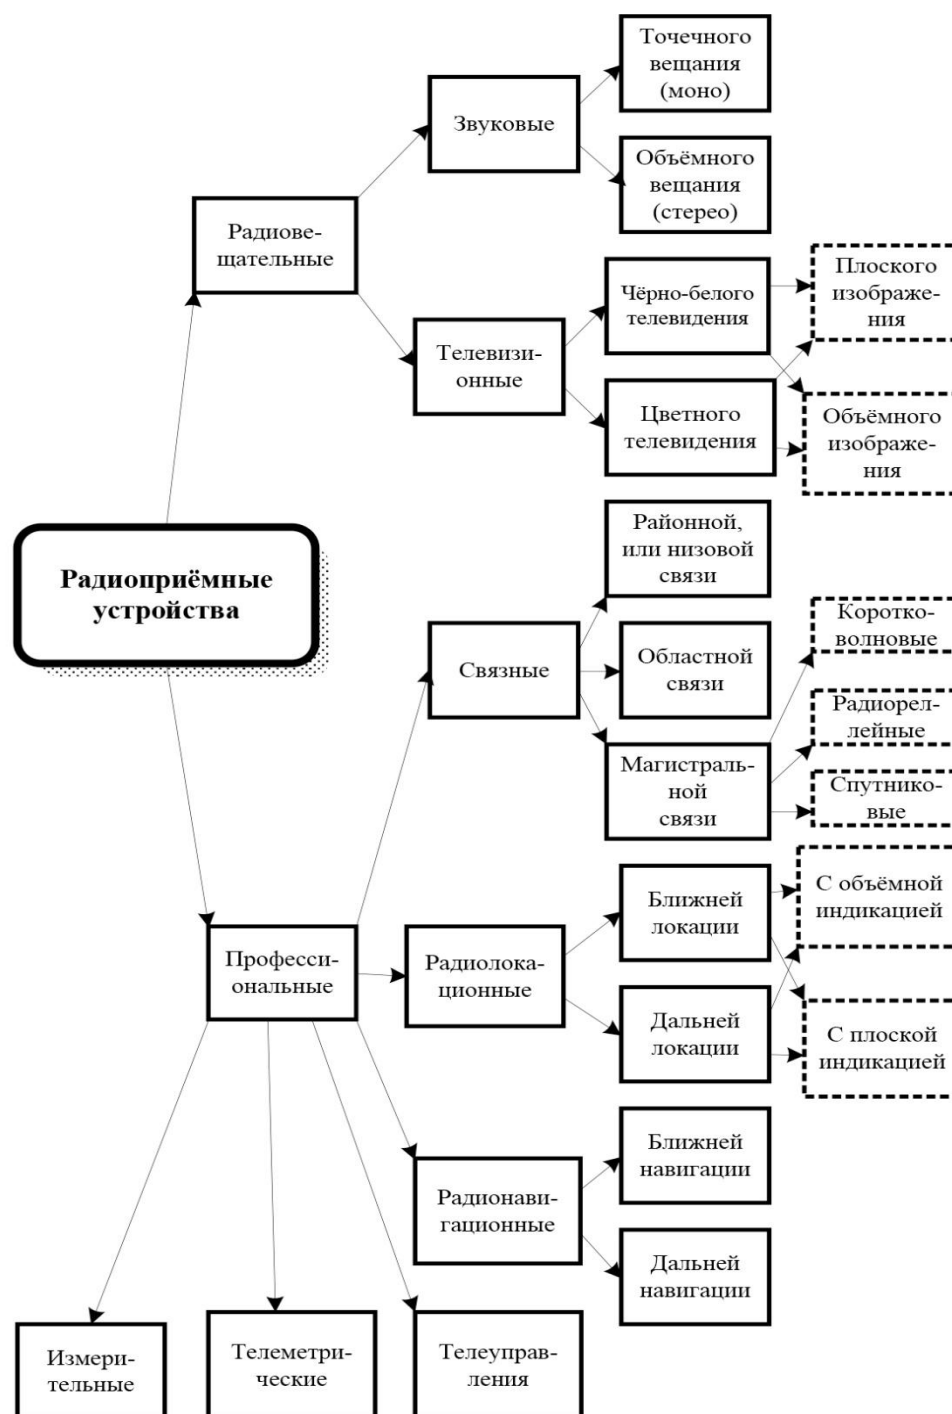 Точечного
вещания
(моно)
Звуковые
Объёмного
вещания
(стерео)
Радиове-
щательные
Плоского
изображе-
ния
Чёрно-белого
телевидения
Телевизи-
онные
Цветного
телевидения
Объёмного
изображе-
ния
Радиоприёмные
устройства
Районной,
или низовой
связи
Коротко-
волновые
Связные
Областной
связи
Радиорел-
лейные
Магистраль-
ной
связи
Спутнико-
вые
Професси-
ональные
Радиолока-
ционные
Ближней
локации
С объёмной
индикацией
Дальней
локации
С плоской
индикацией
Радионави-
гационные
Ближней
навигации
Дальней
навигации
Измери-
тельные
Телеметри-
ческие
Телеуправ-
ления